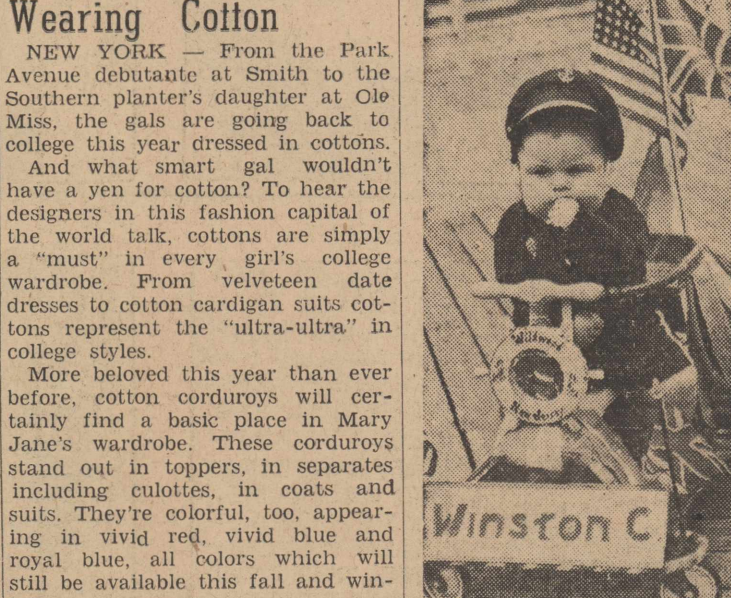 Wearing Cotton
NEW YORK — From the Park
Avenue debutante at Smith to the
Southern planter's daughter at Ole
Miss, the gals are going back to
college this year dressed in cottons.
And what smart gal wouldn't
have a yen for cotton? To hear the
designers in this fashion capital of
the world talk, cottons are simply
a "must" in every girl's college
wardrobe. From velveteen date
dresses to cotton cardigan suits cot-
tons represent the "ultra-ultra" in
college styles.
More beloved this year than ever
before, cotton corduroys will cer-
tainly find a basic place in Mary
Jane's wardrobe. These corduroys
stand out in toppers, in separates
including culottes, in coats and
suits. They're colorful, too, appear-
ing in vivid red, vivid blue and
royal blue, all colors which will
still be available this fall and win-
Wildwood
Winston C